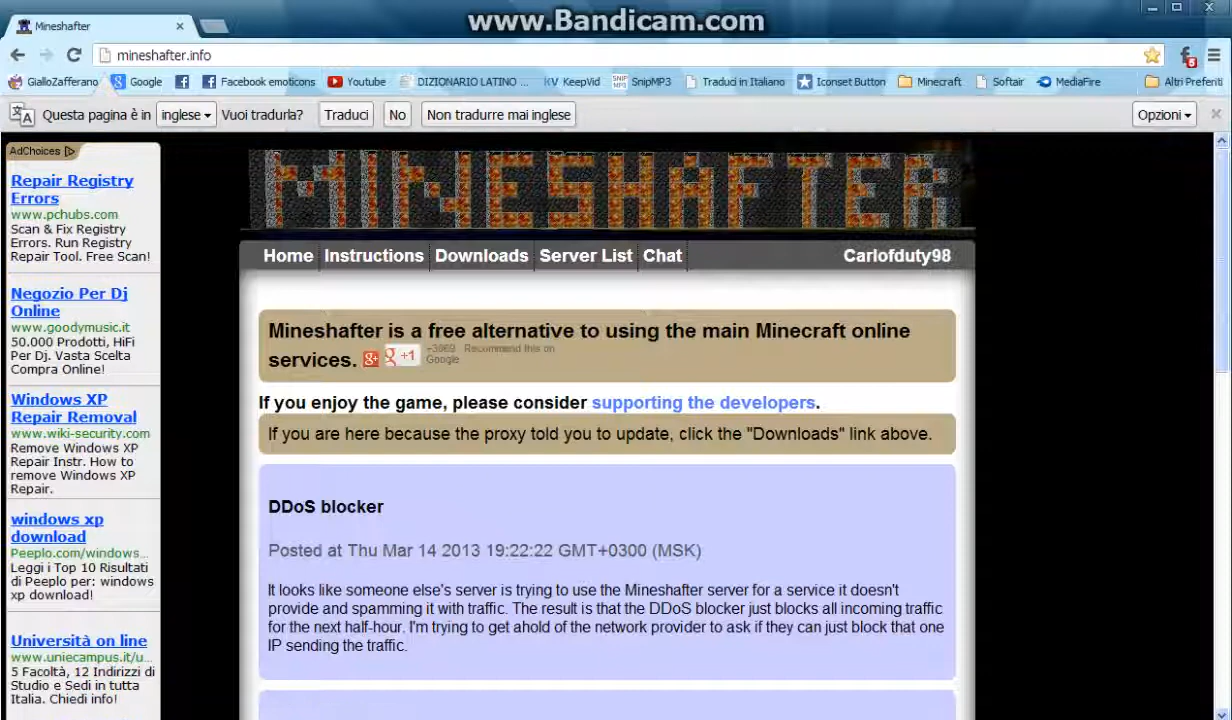 www.Bandicam.com
Mineshafter
mineshafter.info
GialloZafferano Google Facebook emoticons Youtube DIZIONARIO LATINO ... KV KeepVid SNIP MP3 SnipMP3 Traduci in Italiano Iconset Button Minecraft Softair MediaFire Altri Preferiti
Questa pagina è in inglese Vuoi tradurla? Traduci No Non tradurre mai inglese Opzioni
AdChoices
Repair Registry
Errors
www.pchubs.com
Scan & Fix Registry
Errors. Run Registry
Repair Tool. Free Scan!
Negozio Per Dj
Online
www.goodymusic.it
50.000 Prodotti, HiFi
Per Dj. Vasta Scelta
Compra Online!
Windows XP
Repair Removal
www.wiki-security.com
Remove Windows XP
Repair Instr. How to
remove Windows XP
Repair.
windows xp
download
Peeplo.com/windows...
Leggi i Top 10 Risultati
di Peeplo per: windows
xp download!
Università on line
www.uniecampus.it/u...
5 Facoltà, 12 Indirizzi di
Studio e Sedi in tutta
Italia. Chiedi info!
MINESHAFTER
Home Instructions Downloads Server List Chat Carlofduty98
Mineshafter is a free alternative to using the main Minecraft online
services. g+ g +1 +3069 Recommend this on
Google
If you enjoy the game, please consider supporting the developers.
If you are here because the proxy told you to update, click the "Downloads" link above.
DDoS blocker
Posted at Thu Mar 14 2013 19:22:22 GMT+0300 (MSK)
It looks like someone else's server is trying to use the Mineshafter server for a service it doesn't
provide and spamming it with traffic. The result is that the DDoS blocker just blocks all incoming traffic
for the next half-hour. I'm trying to get ahold of the network provider to ask if they can just block that one
IP sending the traffic.